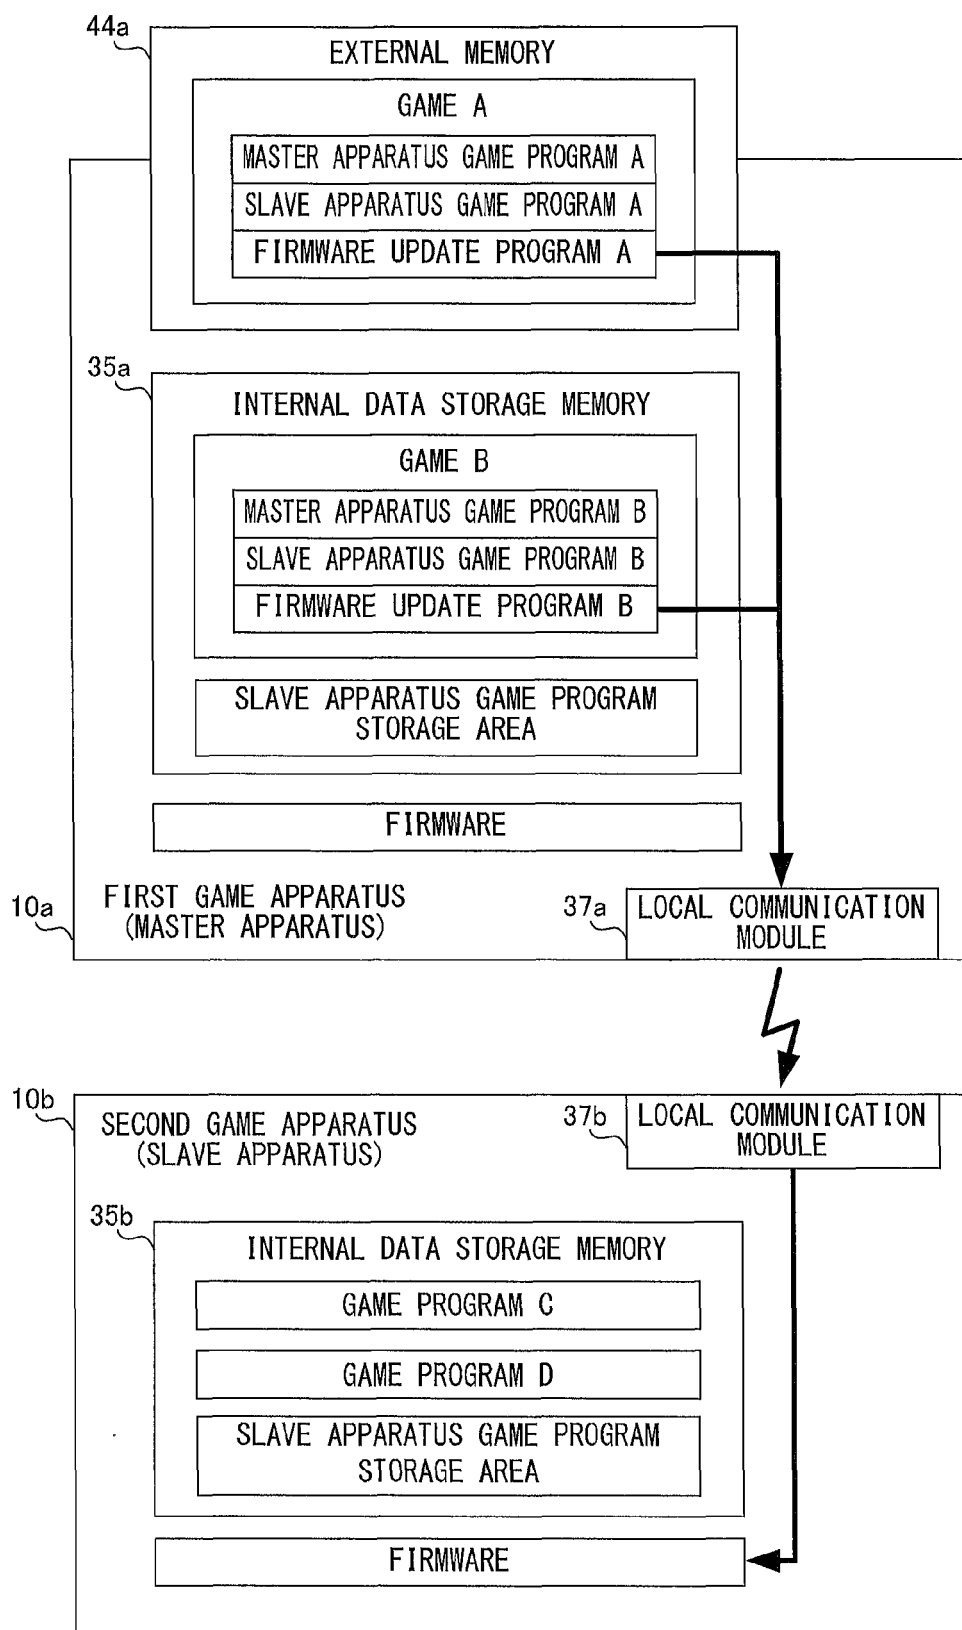 44a
EXTERNAL MEMORY
GAME A
MASTER APPARATUS GAME PROGRAM A
SLAVE APPARATUS GAME PROGRAM A
FIRMWARE UPDATE PROGRAM A
35a
INTERNAL DATA STORAGE MEMORY
GAME B
MASTER APPARATUS GAME PROGRAM B
SLAVE APPARATUS GAME PROGRAM B
FIRMWARE UPDATE PROGRAM B
SLAVE APPARATUS GAME PROGRAM
STORAGE AREA
FIRMWARE
10a
FIRST GAME APPARATUS
(MASTER APPARATUS)
37a
LOCAL COMMUNICATION
MODULE
10b
SECOND GAME APPARATUS
(SLAVE APPARATUS)
37b
LOCAL COMMUNICATION
MODULE
35b
INTERNAL DATA STORAGE MEMORY
GAME PROGRAM C
GAME PROGRAM D
SLAVE APPARATUS GAME PROGRAM
STORAGE AREA
FIRMWARE